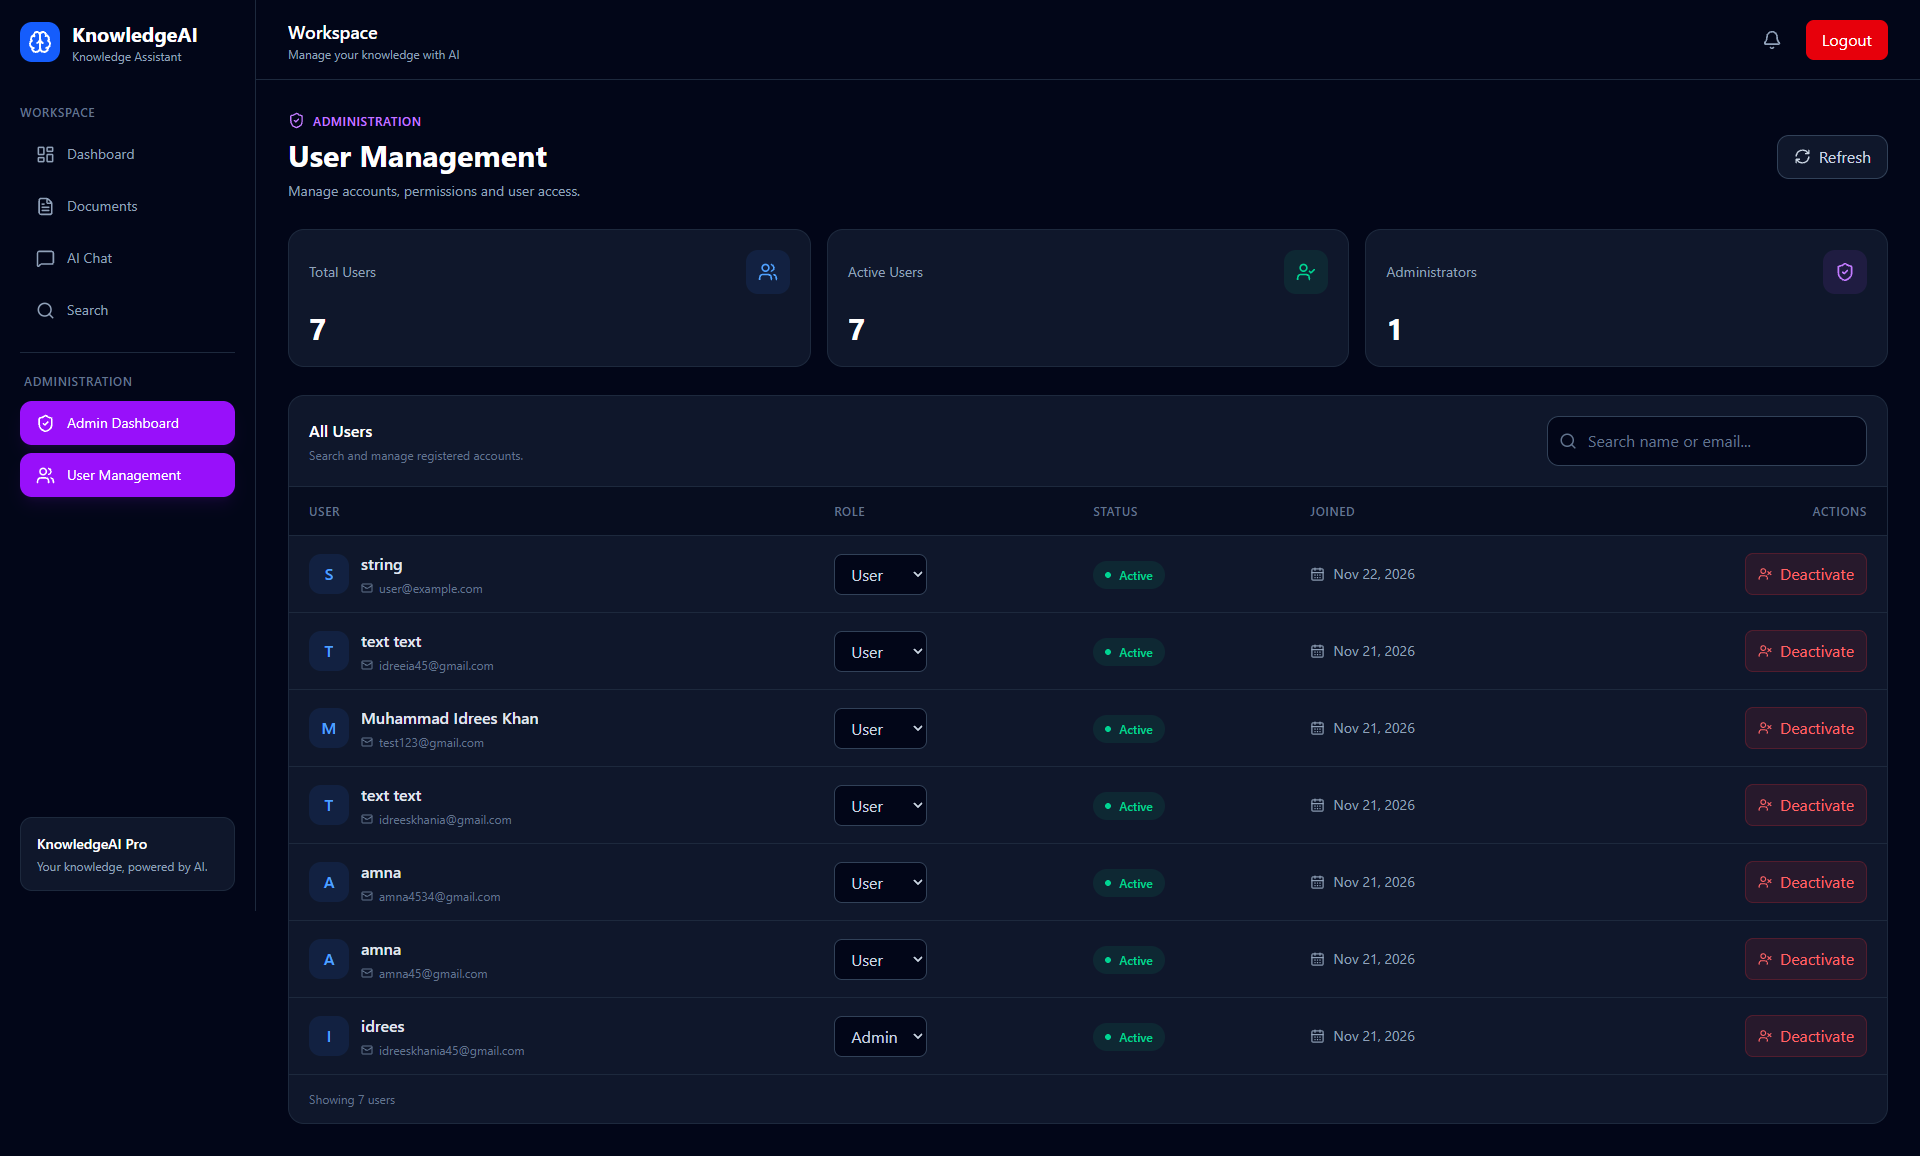 KnowledgeAI
Knowledge Assistant
WORKSPACE
Dashboard
Documents
AI Chat
Search
ADMINISTRATION
Admin Dashboard
User Management
KnowledgeAI Pro
Your knowledge, powered by AI.
Workspace
Manage your knowledge with AI
Logout
ADMINISTRATION
User Management
Manage accounts, permissions and user access.
Refresh
Total Users
7
Active Users
7
Administrators
1
All Users
Search and manage registered accounts.
Search name or email...
USER ROLE STATUS JOINED ACTIONS
S string User Active Nov 22, 2026 Deactivate
user@example.com
T text text User Active Nov 21, 2026 Deactivate
idreeia45@gmail.com
M Muhammad Idrees Khan User Active Nov 21, 2026 Deactivate
test123@gmail.com
T text text User Active Nov 21, 2026 Deactivate
idreeskhania@gmail.com
A amna User Active Nov 21, 2026 Deactivate
amna4534@gmail.com
A amna User Active Nov 21, 2026 Deactivate
amna45@gmail.com
I idrees Admin Active Nov 21, 2026 Deactivate
idreeskhania45@gmail.com
Showing 7 users